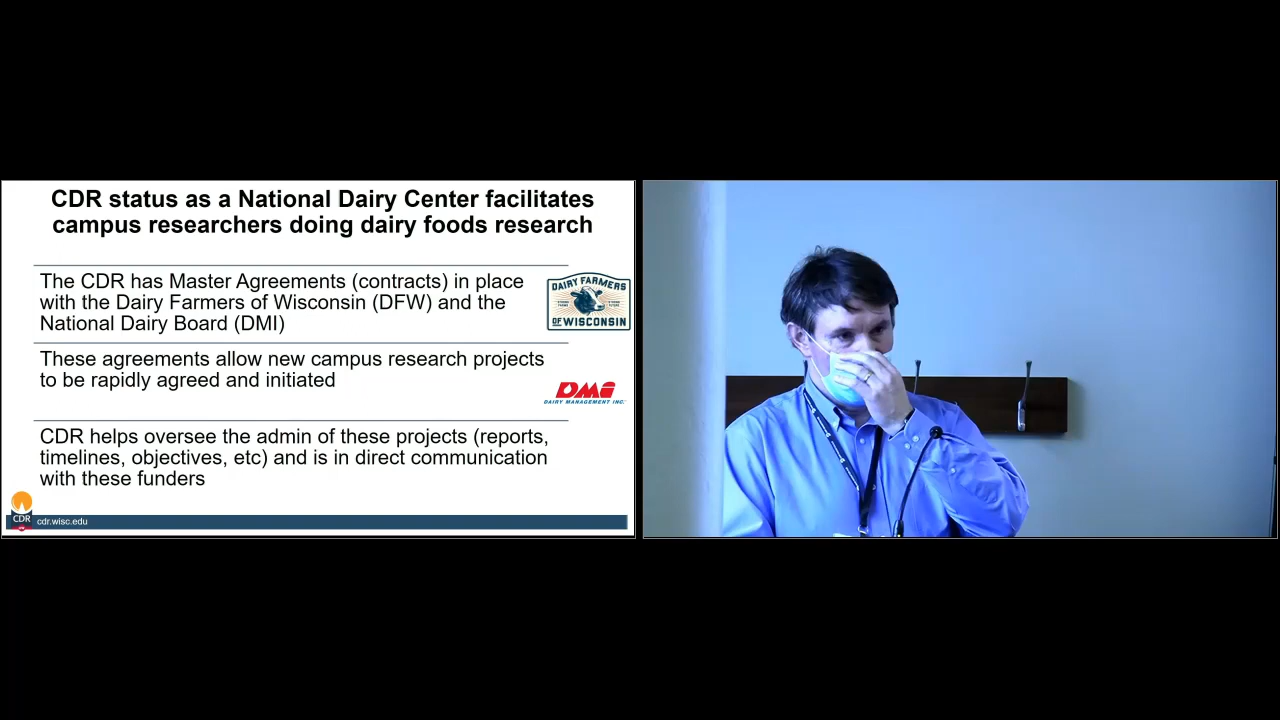 CDR status as a National Dairy Center facilitates
campus researchers doing dairy foods research
The CDR has Master Agreements (contracts) in place
with the Dairy Farmers of Wisconsin (DFW) and the
National Dairy Board (DMI)
DAIRY FARMERS
OF WISCONSIN
These agreements allow new campus research projects
to be rapidly agreed and initiated
DMI
DAIRY MANAGEMENT INC.
CDR helps oversee the admin of these projects (reports,
timelines, objectives, etc) and is in direct communication
with these funders
CDR
cdr.wisc.edu